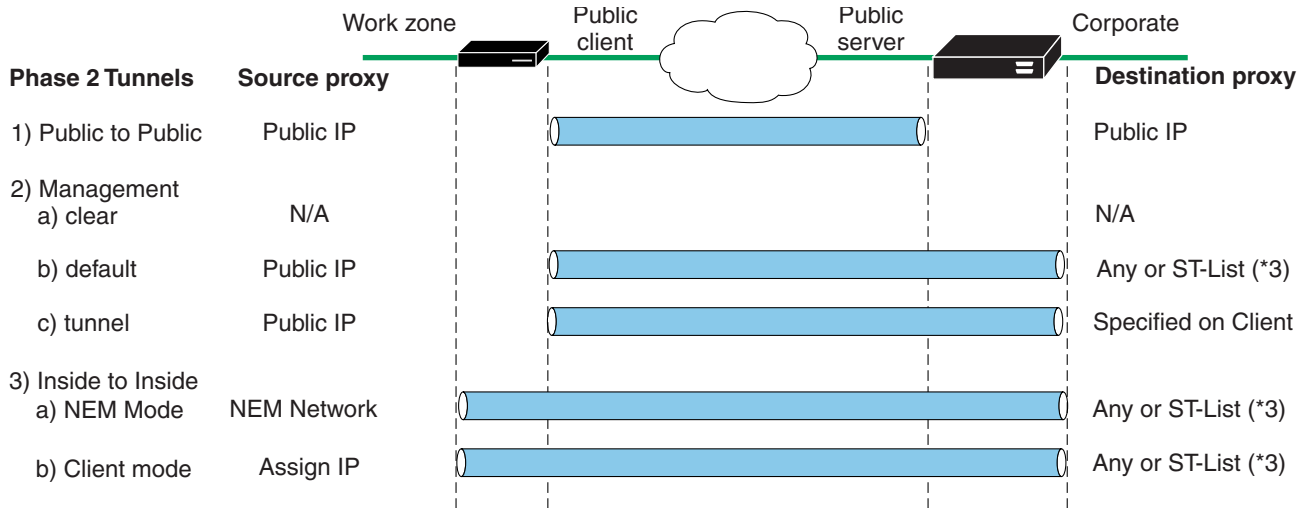 Work zone Public client Public server Corporate
Phase 2 Tunnels Source proxy Destination proxy
1) Public to Public Public IP Public IP
2) Management
a) clear N/A N/A
b) default Public IP Any or ST-List (*3)
c) tunnel Public IP Specified on Client
3) Inside to Inside
a) NEM Mode NEM Network Any or ST-List (*3)
b) Client mode Assign IP Any or ST-List (*3)